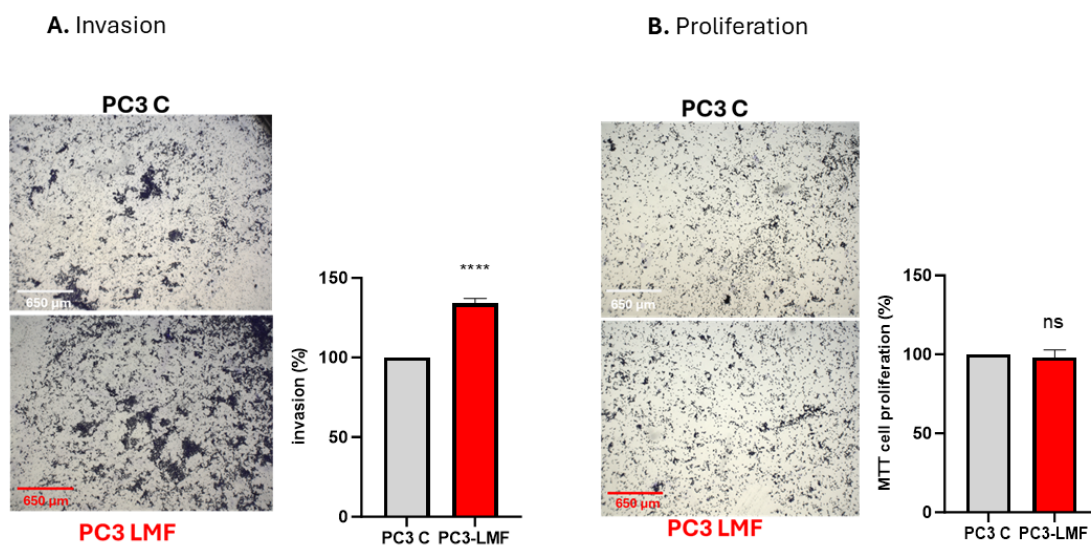 A. Invasion
PC3 C
650 µm
650 µm
PC3 LMF
invasion (%)
150
100
50
0
****
PC3 C PC3-LMF
B. Proliferation
PC3 C
650 µm
650 µm
PC3 LMF
MTT cell proliferation (%)
150
100
50
0
ns
PC3 C PC3-LMF